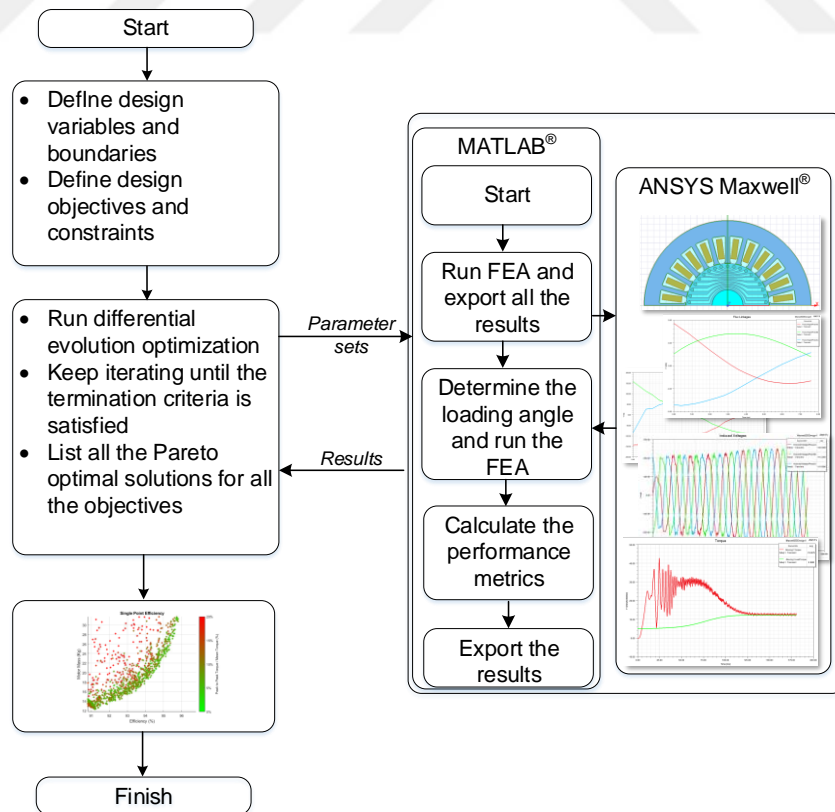 Start
• DefIne design
variables and
boundaries
• Define design
objectives and
constraints
• Run differential
evolution optimization
• Keep iterating until the
termination criteria is
satisfied
• List all the Pareto
optimal solutions for all
the objectives
Parameter
sets
Results
MATLAB®
Start
Run FEA and
export all the
results
Determine the
loading angle
and run the
FEA
Calculate the
performance
metrics
Export the
results
ANSYS Maxwell®
Induced Voltages
Torque
Single Point Efficiency
Efficiency (%)
Finish